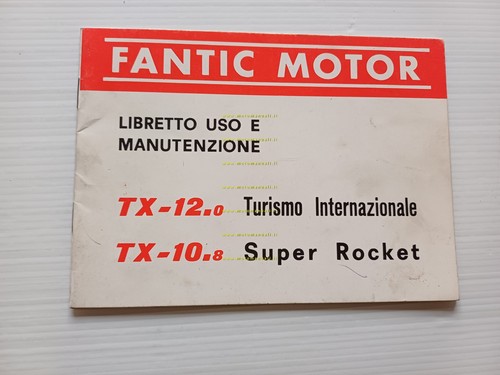 FANTIC MOTOR
LIBRETTO USO E
MANUTENZIONE
TX-12.0 Turismo Internazionale
TX-10.8 Super Rocket